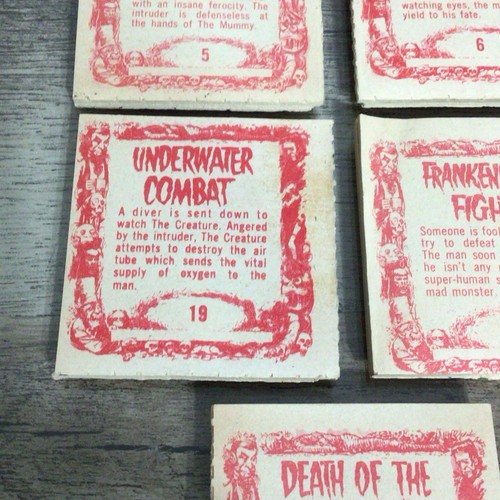 with an insane ferocity. The
intruder is defenseless at
the hands of The Mummy.
5
watching eyes, the m
yield to his fate.
6
UNDERWATER
COMBAT
A diver is sent down to
watch The Creature. Angered
by the intruder, The Creature
attempts to destroy the air
tube which sends the vital
supply of oxygen to the
man.
19
FRANKEN
FIGH
Someone is fool
try to defeat
The man soon
he isn't any
super-human s
mad monster.
DEATH OF THE